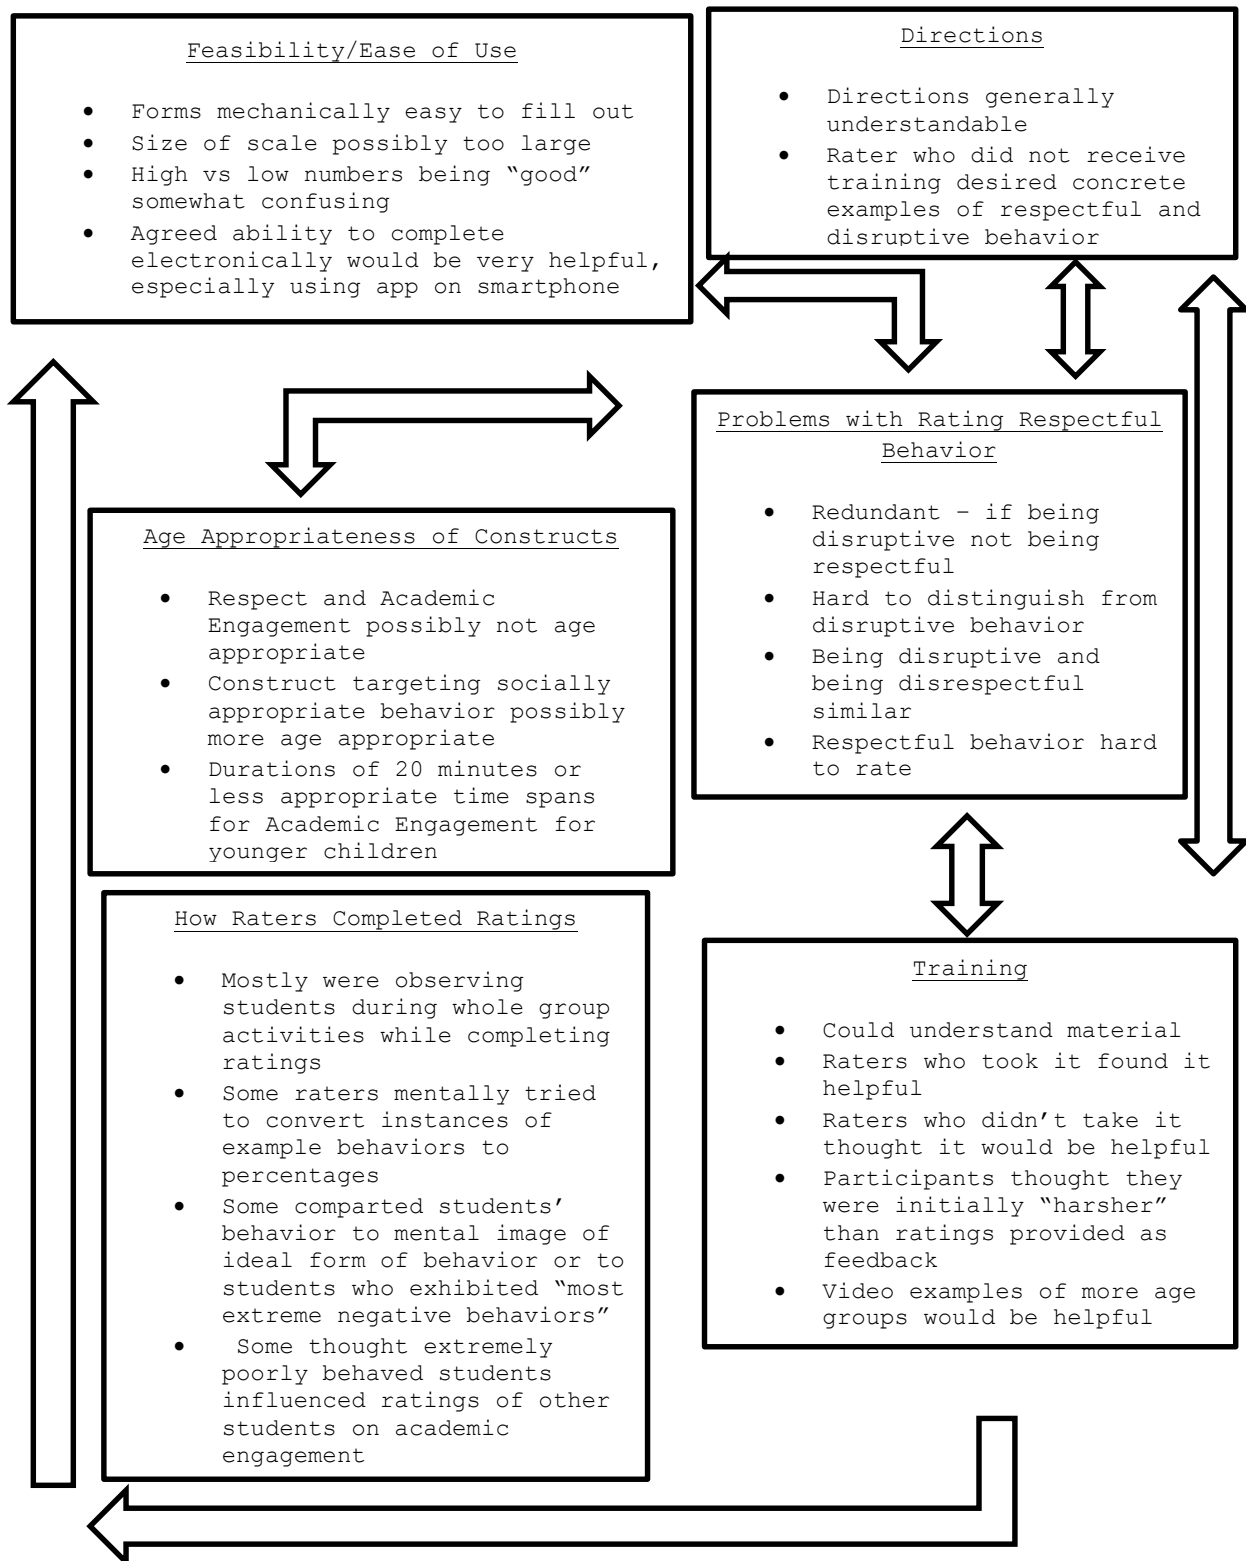 Feasibility/Ease of Use
• Forms mechanically easy to fill out
• Size of scale possibly too large
• High vs low numbers being “good”
somewhat confusing
• Agreed ability to complete
electronically would be very helpful,
especially using app on smartphone
Directions
• Directions generally
understandable
• Rater who did not receive
training desired concrete
examples of respectful and
disruptive behavior
Problems with Rating Respectful
Behavior
• Redundant – if being
disruptive not being
respectful
• Hard to distinguish from
disruptive behavior
• Being disruptive and
being disrespectful
similar
• Respectful behavior hard
to rate
Age Appropriateness of Constructs
• Respect and Academic
Engagement possibly not age
appropriate
• Construct targeting socially
appropriate behavior possibly
more age appropriate
• Durations of 20 minutes or
less appropriate time spans
for Academic Engagement for
younger children
How Raters Completed Ratings
• Mostly were observing
students during whole group
activities while completing
ratings
• Some raters mentally tried
to convert instances of
example behaviors to
percentages
• Some comparted students’
behavior to mental image of
ideal form of behavior or to
students who exhibited “most
extreme negative behaviors”
• Some thought extremely
poorly behaved students
influenced ratings of other
students on academic
engagement
Training
• Could understand material
• Raters who took it found it
helpful
• Raters who didn’t take it
thought it would be helpful
• Participants thought they
were initially “harsher”
than ratings provided as
feedback
• Video examples of more age
groups would be helpful